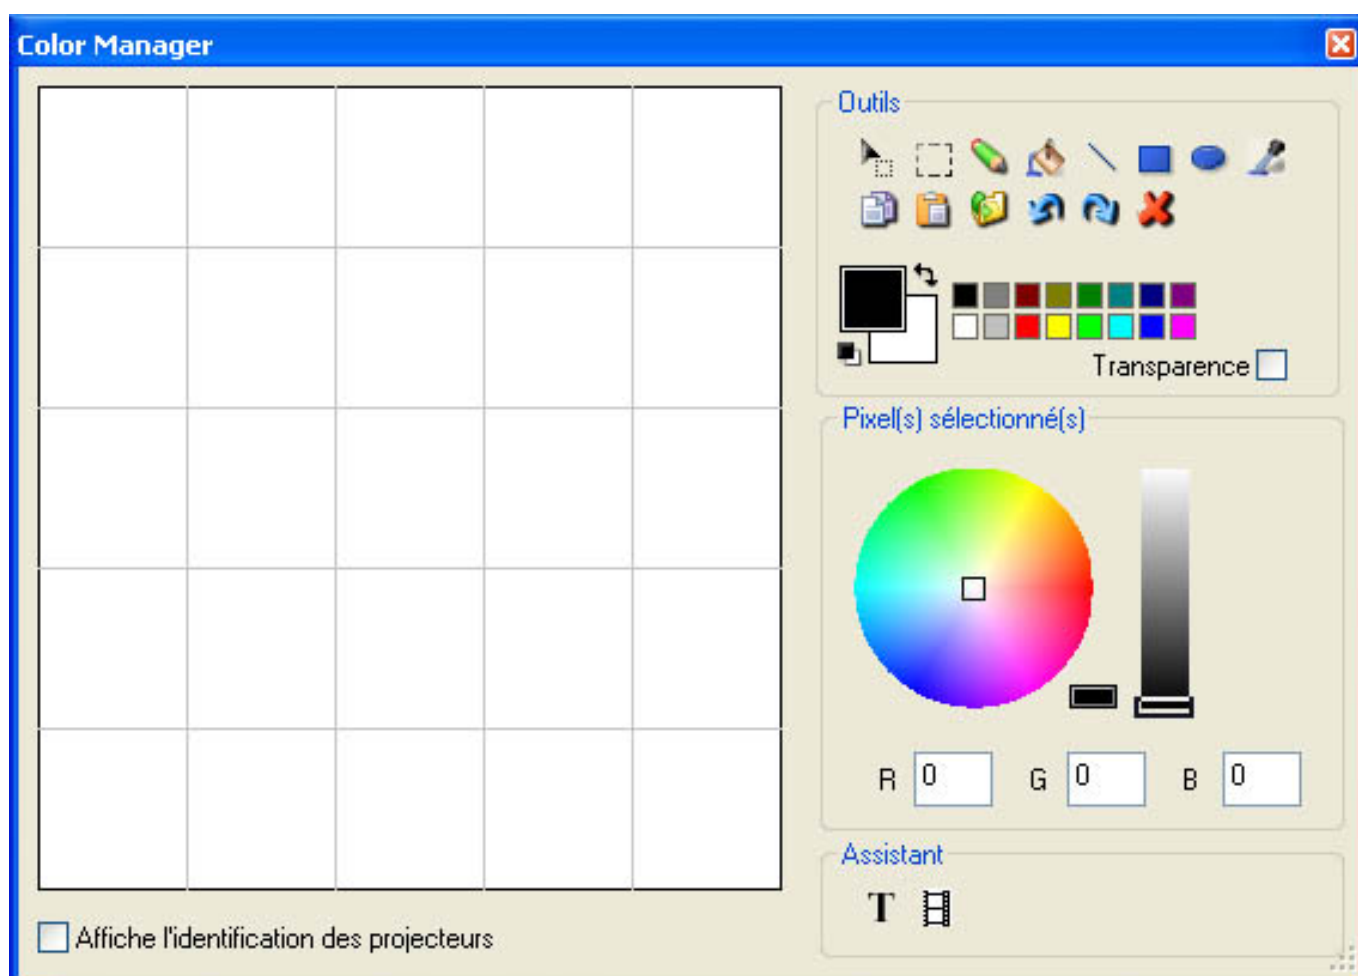 Color Manager
Outils
Transparence
Pixel(s) sélectionné(s)
R 0 G 0 B 0
Assistant
T
Affiche l'identification des projecteurs